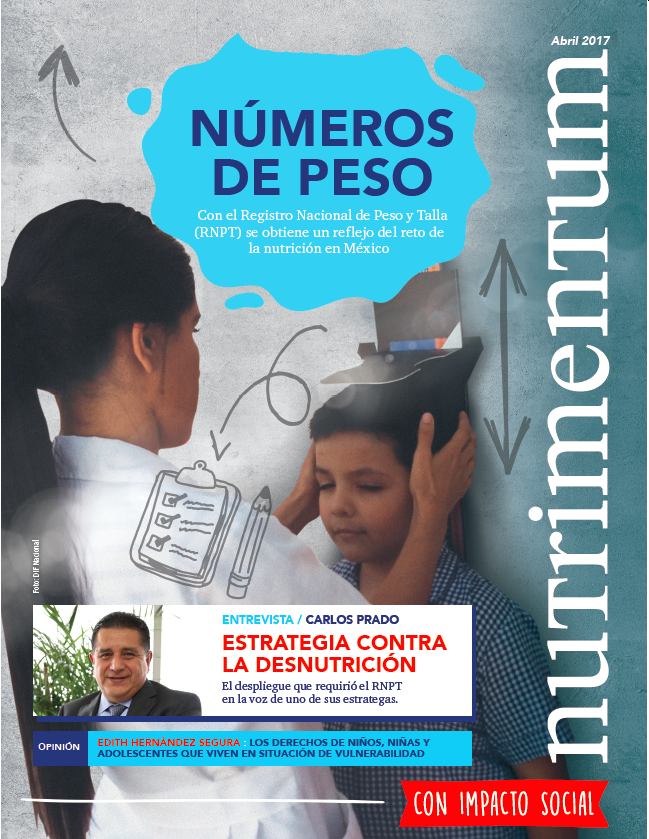 Abril 2017
nutrimentum
NÚMEROS
DE PESO
Con el Registro Nacional de Peso y Talla
(RNPT) se obtiene un reflejo del reto de
la nutrición en México
Foto: DIF Nacional
ENTREVISTA / CARLOS PRADO
ESTRATEGIA CONTRA
LA DESNUTRICIÓN
El despliegue que requirió el RNPT
en la voz de uno de sus estrategas.
OPINIÓN
EDITH HERNÁNDEZ SEGURA - LOS DERECHOS DE NIÑOS, NIÑAS Y
ADOLESCENTES QUE VIVEN EN SITUACIÓN DE VULNERABILIDAD
CON IMPACTO SOCIAL